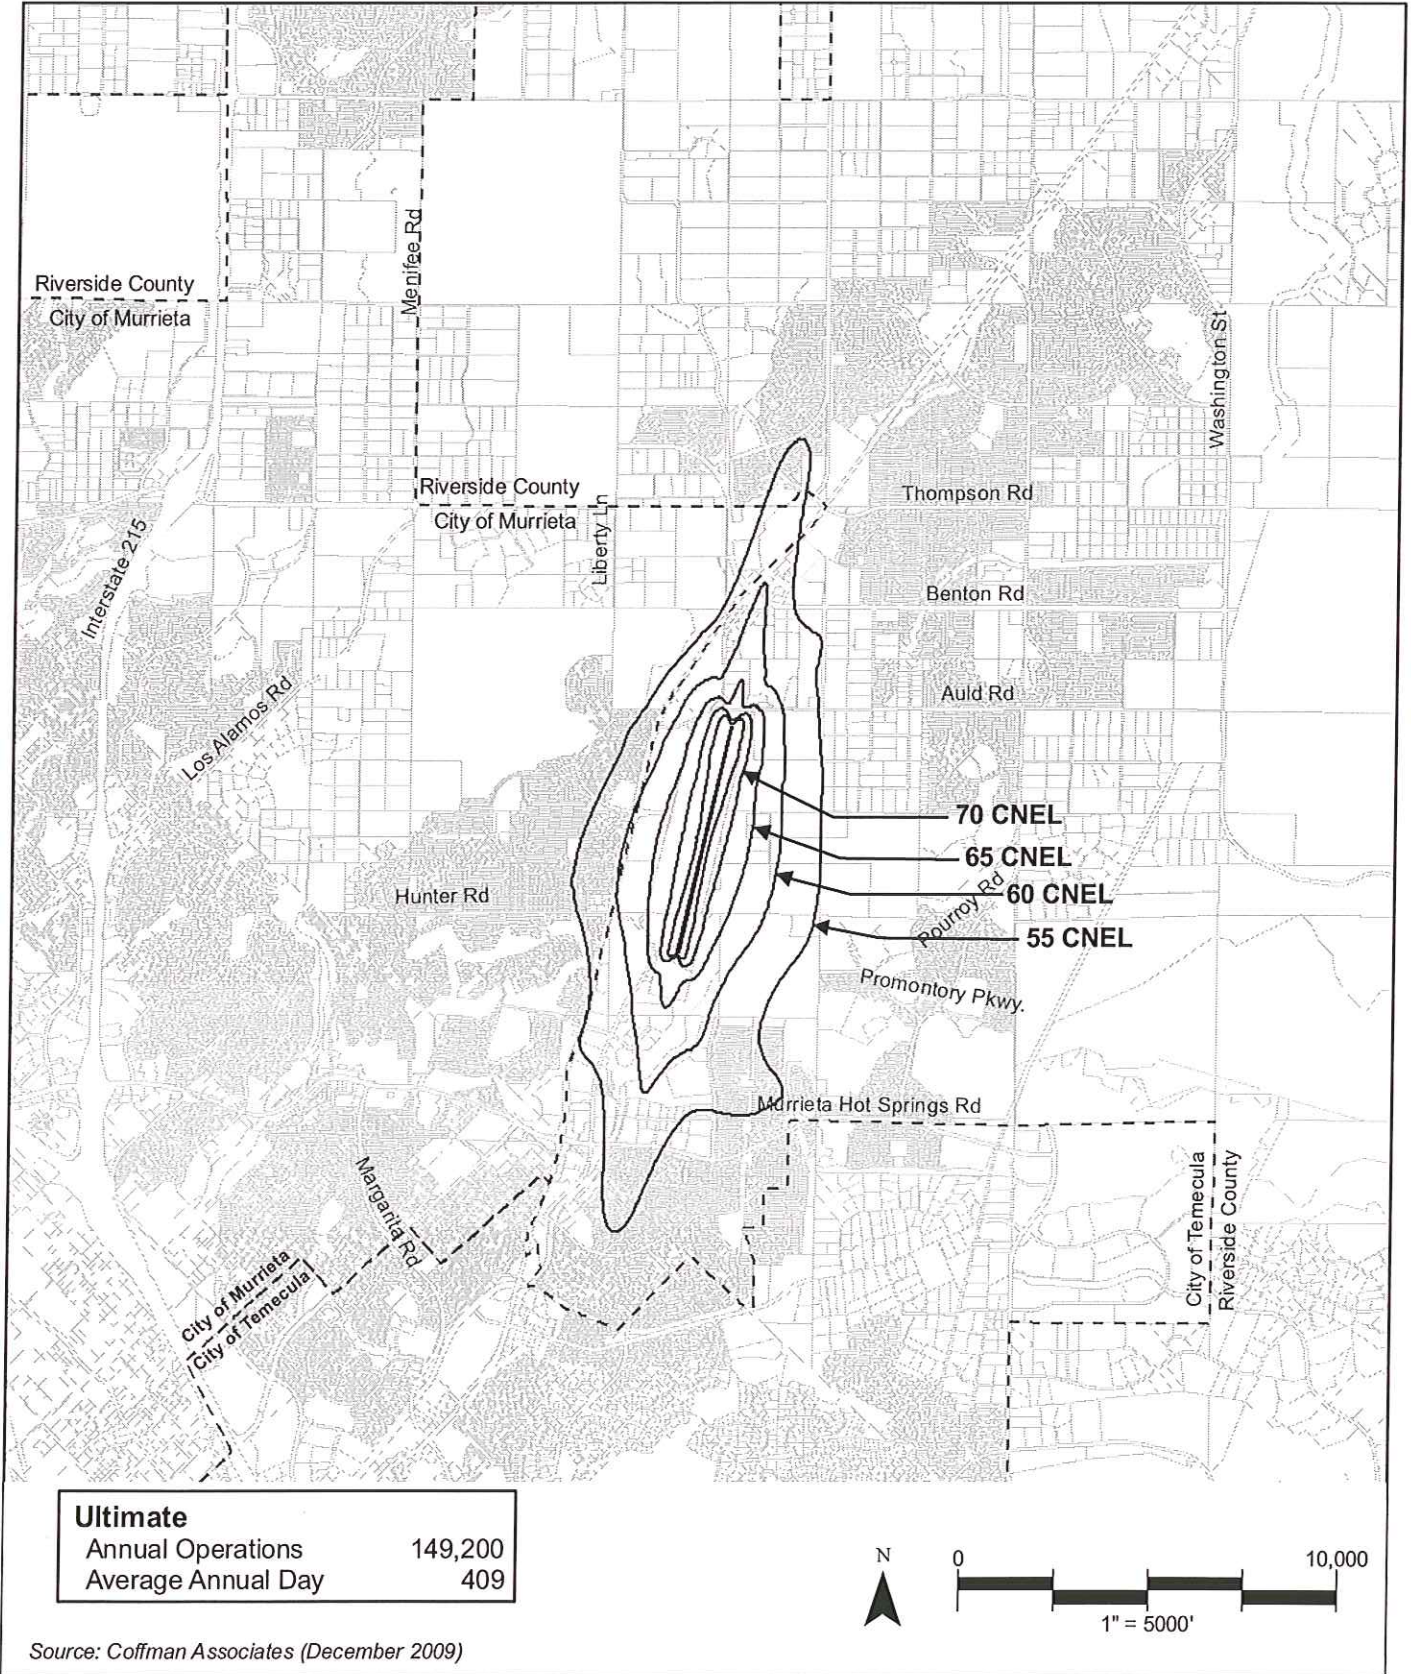 Menifee Rd
Riverside County
City of Murrieta
Washington St
Riverside County
City of Murrieta
Liberty Ln
Thompson Rd
Interstate 215
Benton Rd
Los Alamos Rd
Auld Rd
70 CNEL
65 CNEL
Hunter Rd
60 CNEL
Pourroy Rd
55 CNEL
Promontory Pkwy.
Murrieta Hot Springs Rd
Margarita Rd
City of Temecula
Riverside County
City of Murrieta
City of Temecula
Ultimate
Annual Operations 149,200
Average Annual Day 409
N
0 10,000
1" = 5000'
Source: Coffman Associates (December 2009)